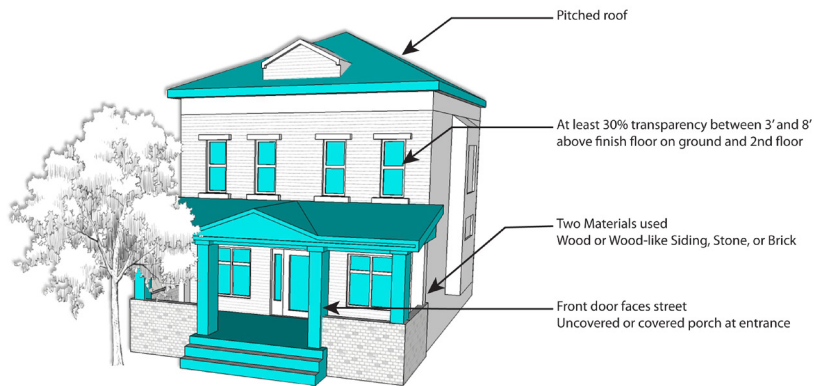 Pitched roof
At least 30% transparency between 3' and 8'
above finish floor on ground and 2nd floor
Two Materials used
Wood or Wood-like Siding, Stone, or Brick
Front door faces street
Uncovered or covered porch at entrance